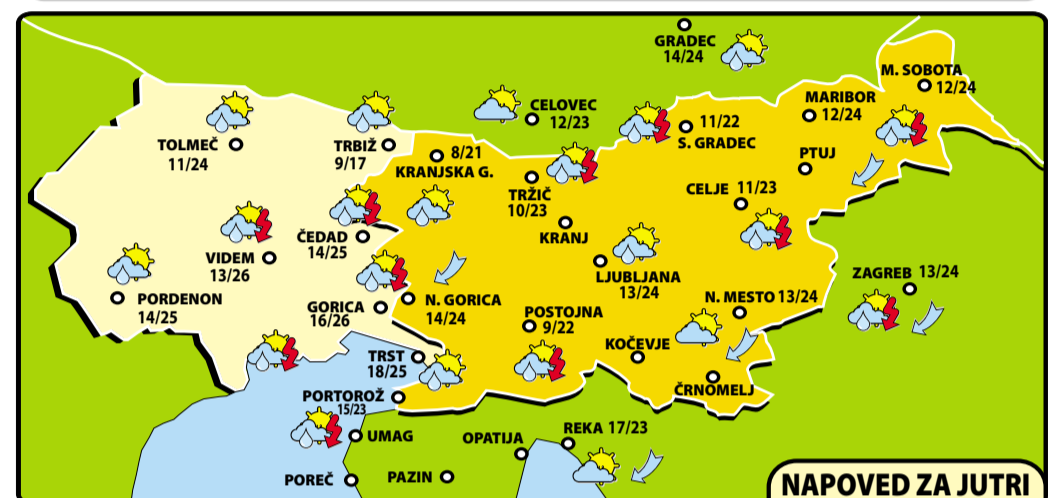 GRADEC
14/24
M. SOBOTA
12/24
MARIBOR
12/24
CELOVEC
12/23
11/22
S. GRADEC
TOLMEČ
11/24
TRBIŽ
9/17
8/21
KRANJSKA G.
PTUJ
TRŽIČ
10/23
CELJE 11/23
KRANJ
ČEDAD
14/25
VIDEM
13/26
LJUBLJANA
13/24
ZAGREB 13/24
PORDENON
14/25
GORICA
16/26
N. GORICA
14/24
N. MESTO 13/24
POSTOJNA
9/22
KOČEVJE
TRST
18/25
ČRNOMELJ
PORTOROŽ
15/23
UMAG
OPATIJA
REKA 17/23
POREČ
PAZIN
NAPOVED ZA JUTRI